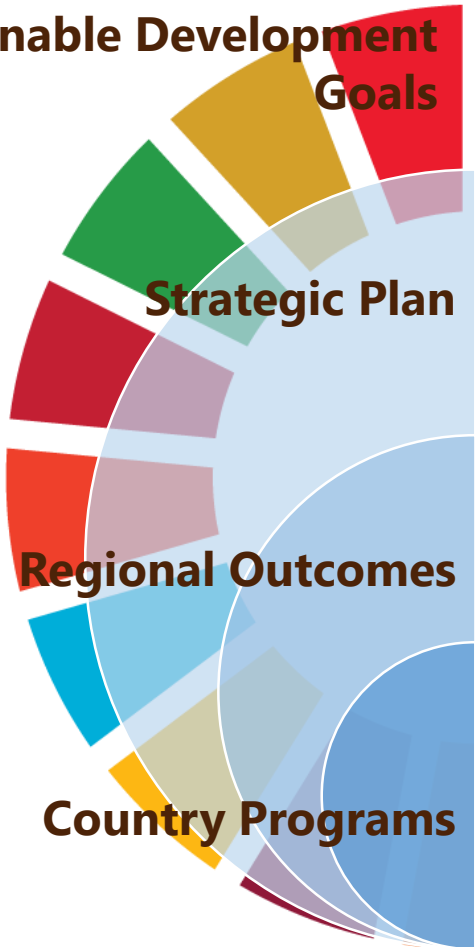 nable Development
Goals
Strategic Plan
Regional Outcomes
Country Programs